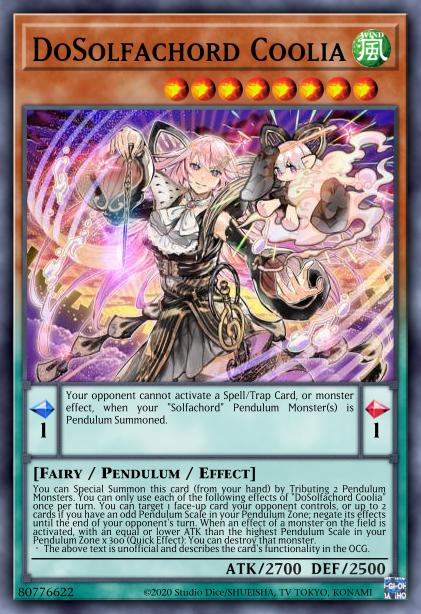 DoSolfachord Coolia
WIND
風
Your opponent cannot activate a Spell/Trap Card, or monster
effect, when your "Solfachord" Pendulum Monster(s) is
Pendulum Summoned.
1
1
[Fairy / Pendulum / Effect]
You can Special Summon this card (from your hand) by Tributing 2 Pendulum
Monsters. You can only use each of the following effects of "DoSolfachord Coolia"
once per turn. You can target 1 face-up card your opponent controls, or up to 2
cards if you have an odd Pendulum Scale in your Pendulum Zone; negate its effects
until the end of your opponent's turn. When an effect of a monster on the field is
activated, with an equal or lower ATK than the highest Pendulum Scale in your
Pendulum Zone x 300 (Quick Effect): You can destroy that monster.
- The above text is unofficial and describes the card's functionality in the OCG.
ATK/2700 DEF/2500
80776622
©2020 Studio Dice/SHUEISHA, TV TOKYO, KONAMI